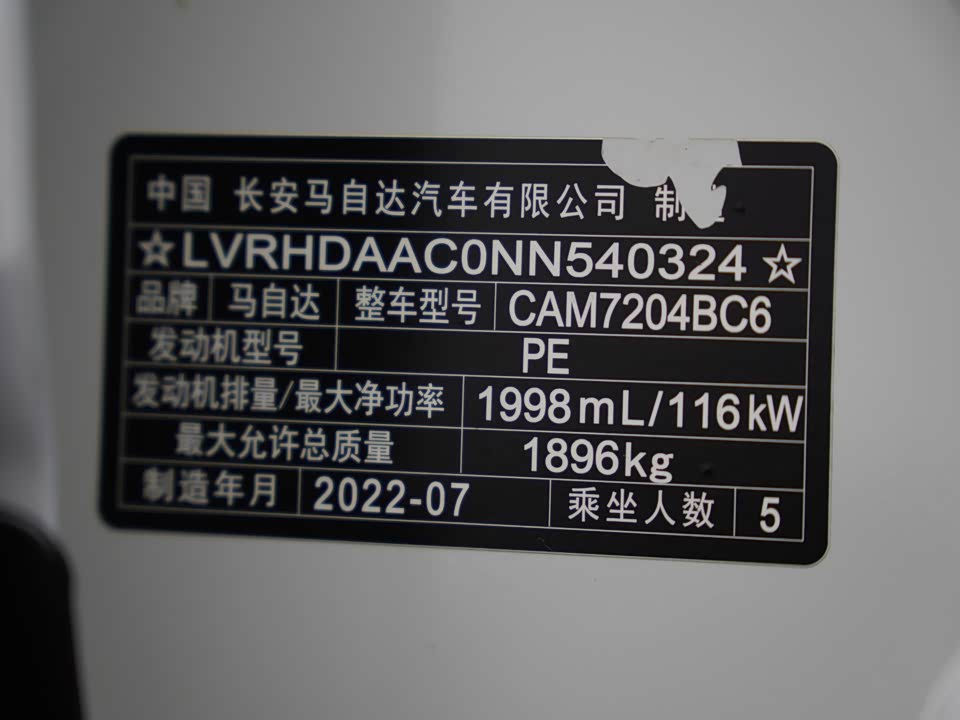 中国 长安马自达汽车有限公司 制
☆LVRHDAAC0NN540324☆
品牌 马自达 整车型号 CAM7204BC6
发动机型号 PE
发动机排量/最大净功率 1998mL/116kW
最大允许总质量 1896kg
制造年月 2022-07 乘坐人数 5